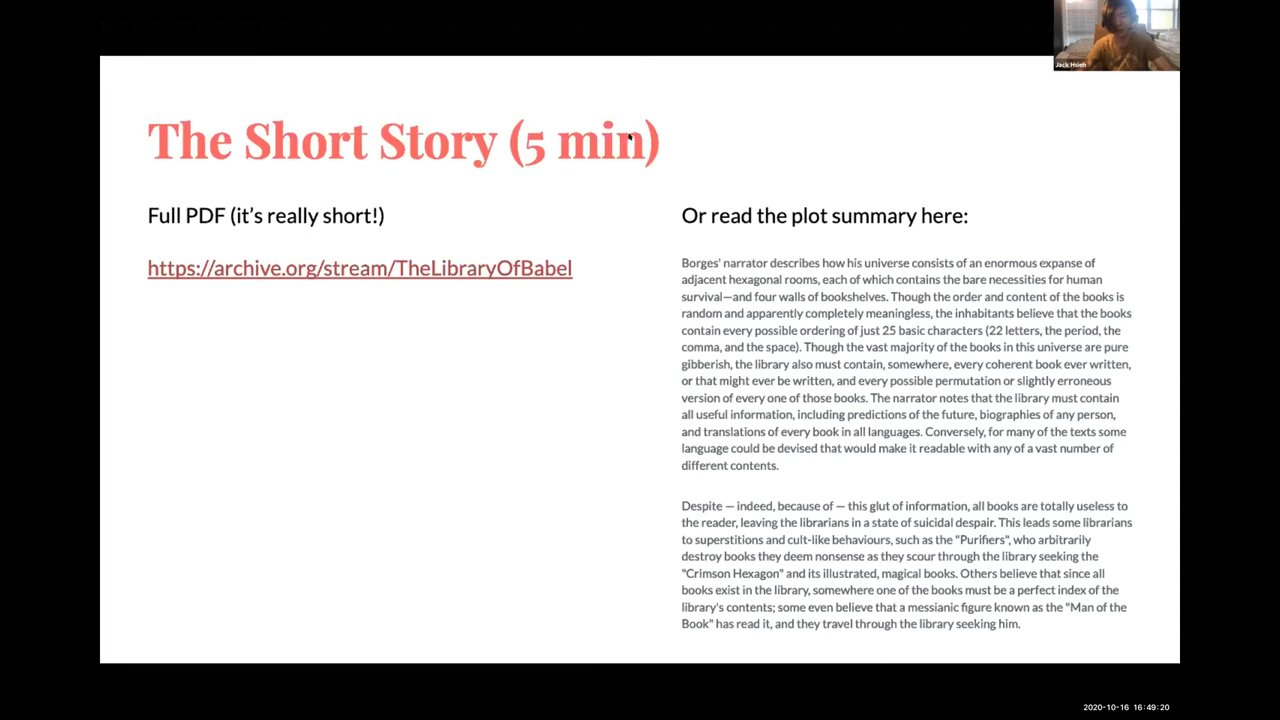 Jack Hsieh
The Short Story (5 min)
Full PDF (it's really short!)
https://archive.org/stream/TheLibraryOfBabel
Or read the plot summary here:
Borges' narrator describes how his universe consists of an enormous expanse of
adjacent hexagonal rooms, each of which contains the bare necessities for human
survival—and four walls of bookshelves. Though the order and content of the books is
random and apparently completely meaningless, the inhabitants believe that the books
contain every possible ordering of just 25 basic characters (22 letters, the period, the
comma, and the space). Though the vast majority of the books in this universe are pure
gibberish, the library also must contain, somewhere, every coherent book ever written,
or that might ever be written, and every possible permutation or slightly erroneous
version of every one of those books. The narrator notes that the library must contain
all useful information, including predictions of the future, biographies of any person,
and translations of every book in all languages. Conversely, for many of the texts some
language could be devised that would make it readable with any of a vast number of
different contents.
Despite — indeed, because of — this glut of information, all books are totally useless to
the reader, leaving the librarians in a state of suicidal despair. This leads some librarians
to superstitions and cult-like behaviours, such as the "Purifiers", who arbitrarily
destroy books they deem nonsense as they scour through the library seeking the
"Crimson Hexagon" and its illustrated, magical books. Others believe that since all
books exist in the library, somewhere one of the books must be a perfect index of the
library's contents; some even believe that a messianic figure known as the "Man of the
Book" has read it, and they travel through the library seeking him.
2020-10-16 16:49:20